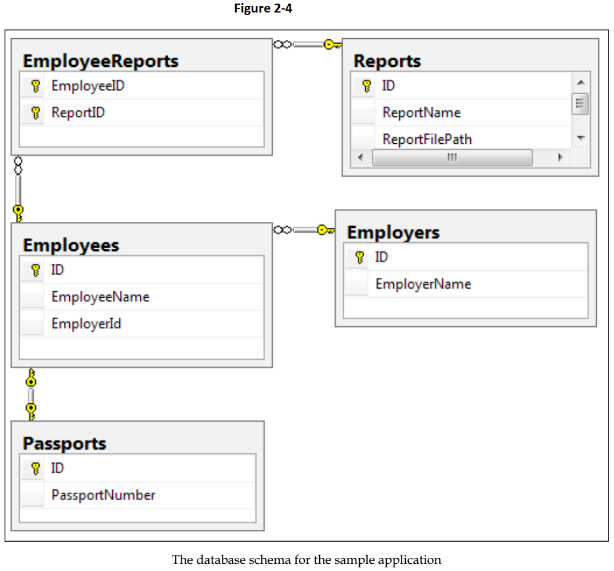 Figure 2-4
EmployeeReports
EmployeeID
ReportID
Reports
ID
ReportName
ReportFilePath
Employees
ID
EmployeeName
EmployerId
Employers
ID
EmployerName
Passports
ID
PassportNumber
The database schema for the sample application